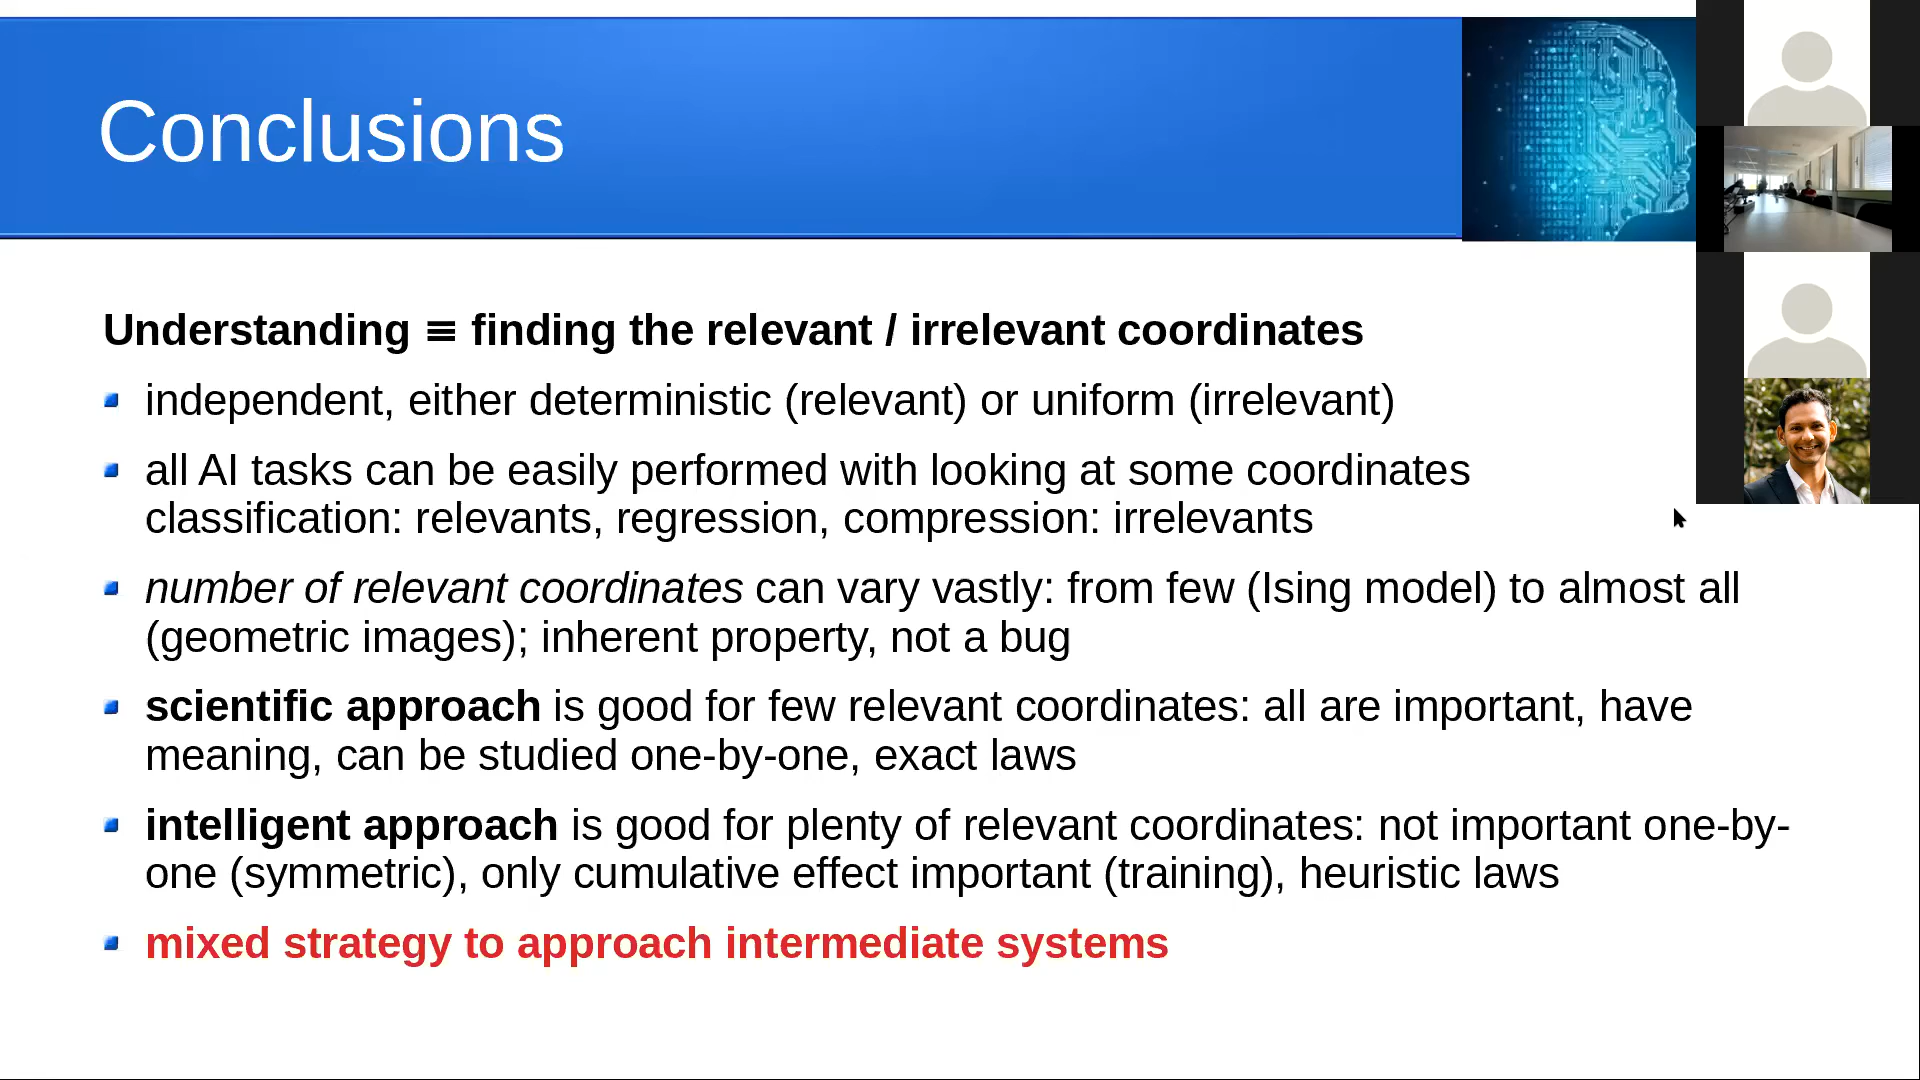 Conclusions
Understanding ≡ finding the relevant / irrelevant coordinates
independent, either deterministic (relevant) or uniform (irrelevant)
all AI tasks can be easily performed with looking at some coordinates
classification: relevants, regression, compression: irrelevants
number of relevant coordinates can vary vastly: from few (Ising model) to almost all
(geometric images); inherent property, not a bug
scientific approach is good for few relevant coordinates: all are important, have
meaning, can be studied one-by-one, exact laws
intelligent approach is good for plenty of relevant coordinates: not important one-by-
one (symmetric), only cumulative effect important (training), heuristic laws
mixed strategy to approach intermediate systems